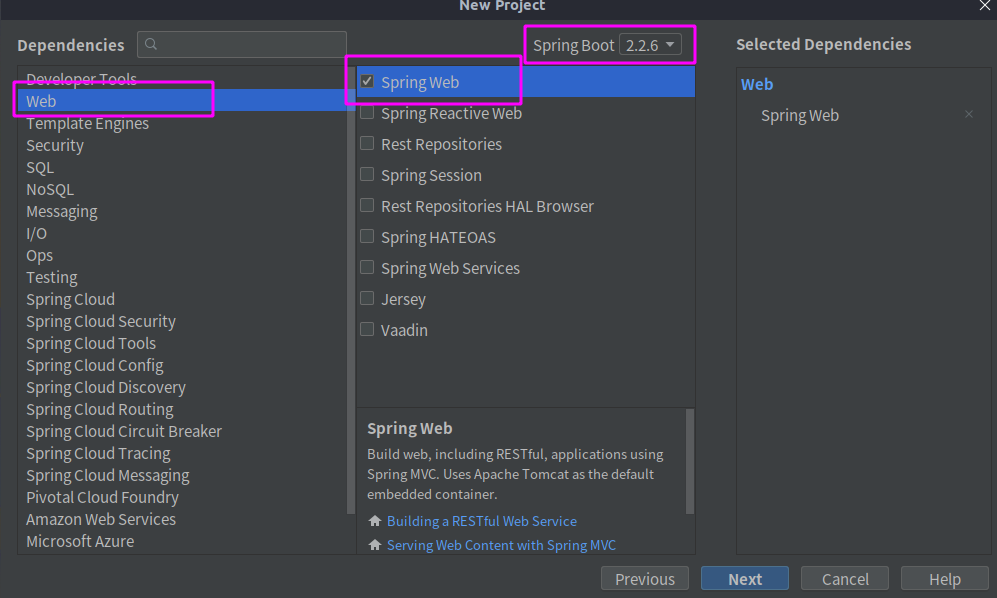 New Project
Dependencies
Spring Boot 2.2.6
Selected Dependencies
Developer Tools
Web
Template Engines
Security
SQL
NoSQL
Messaging
I/O
Ops
Testing
Spring Cloud
Spring Cloud Security
Spring Cloud Tools
Spring Cloud Config
Spring Cloud Discovery
Spring Cloud Routing
Spring Cloud Circuit Breaker
Spring Cloud Tracing
Spring Cloud Messaging
Pivotal Cloud Foundry
Amazon Web Services
Microsoft Azure
Spring Web
Spring Reactive Web
Rest Repositories
Spring Session
Rest Repositories HAL Browser
Spring HATEOAS
Spring Web Services
Jersey
Vaadin
Spring Web
Build web, including RESTful, applications using
Spring MVC. Uses Apache Tomcat as the default
embedded container.
Building a RESTful Web Service
Serving Web Content with Spring MVC
Web
Spring Web
Previous
Next
Cancel
Help